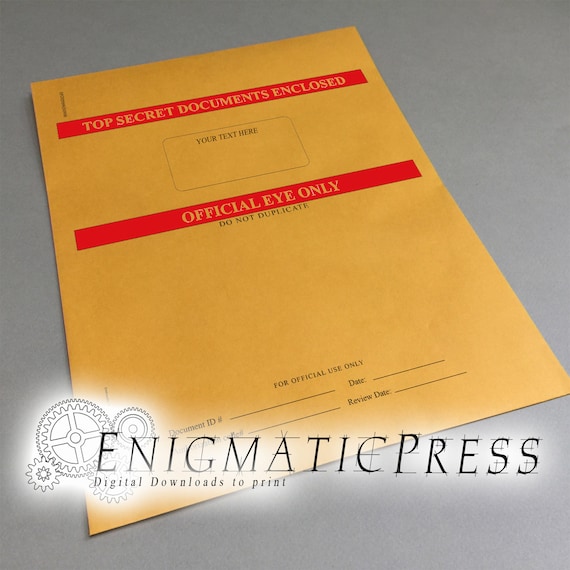 TOP SECRET DOCUMENTS ENCLOSED
YOUR TEXT HERE
OFFICIAL EYE ONLY
DO NOT DUPLICATE
FOR OFFICIAL USE ONLY
Document ID # Date:
Review Date:
ENIGMATICPRESS
Digital Downloads to print